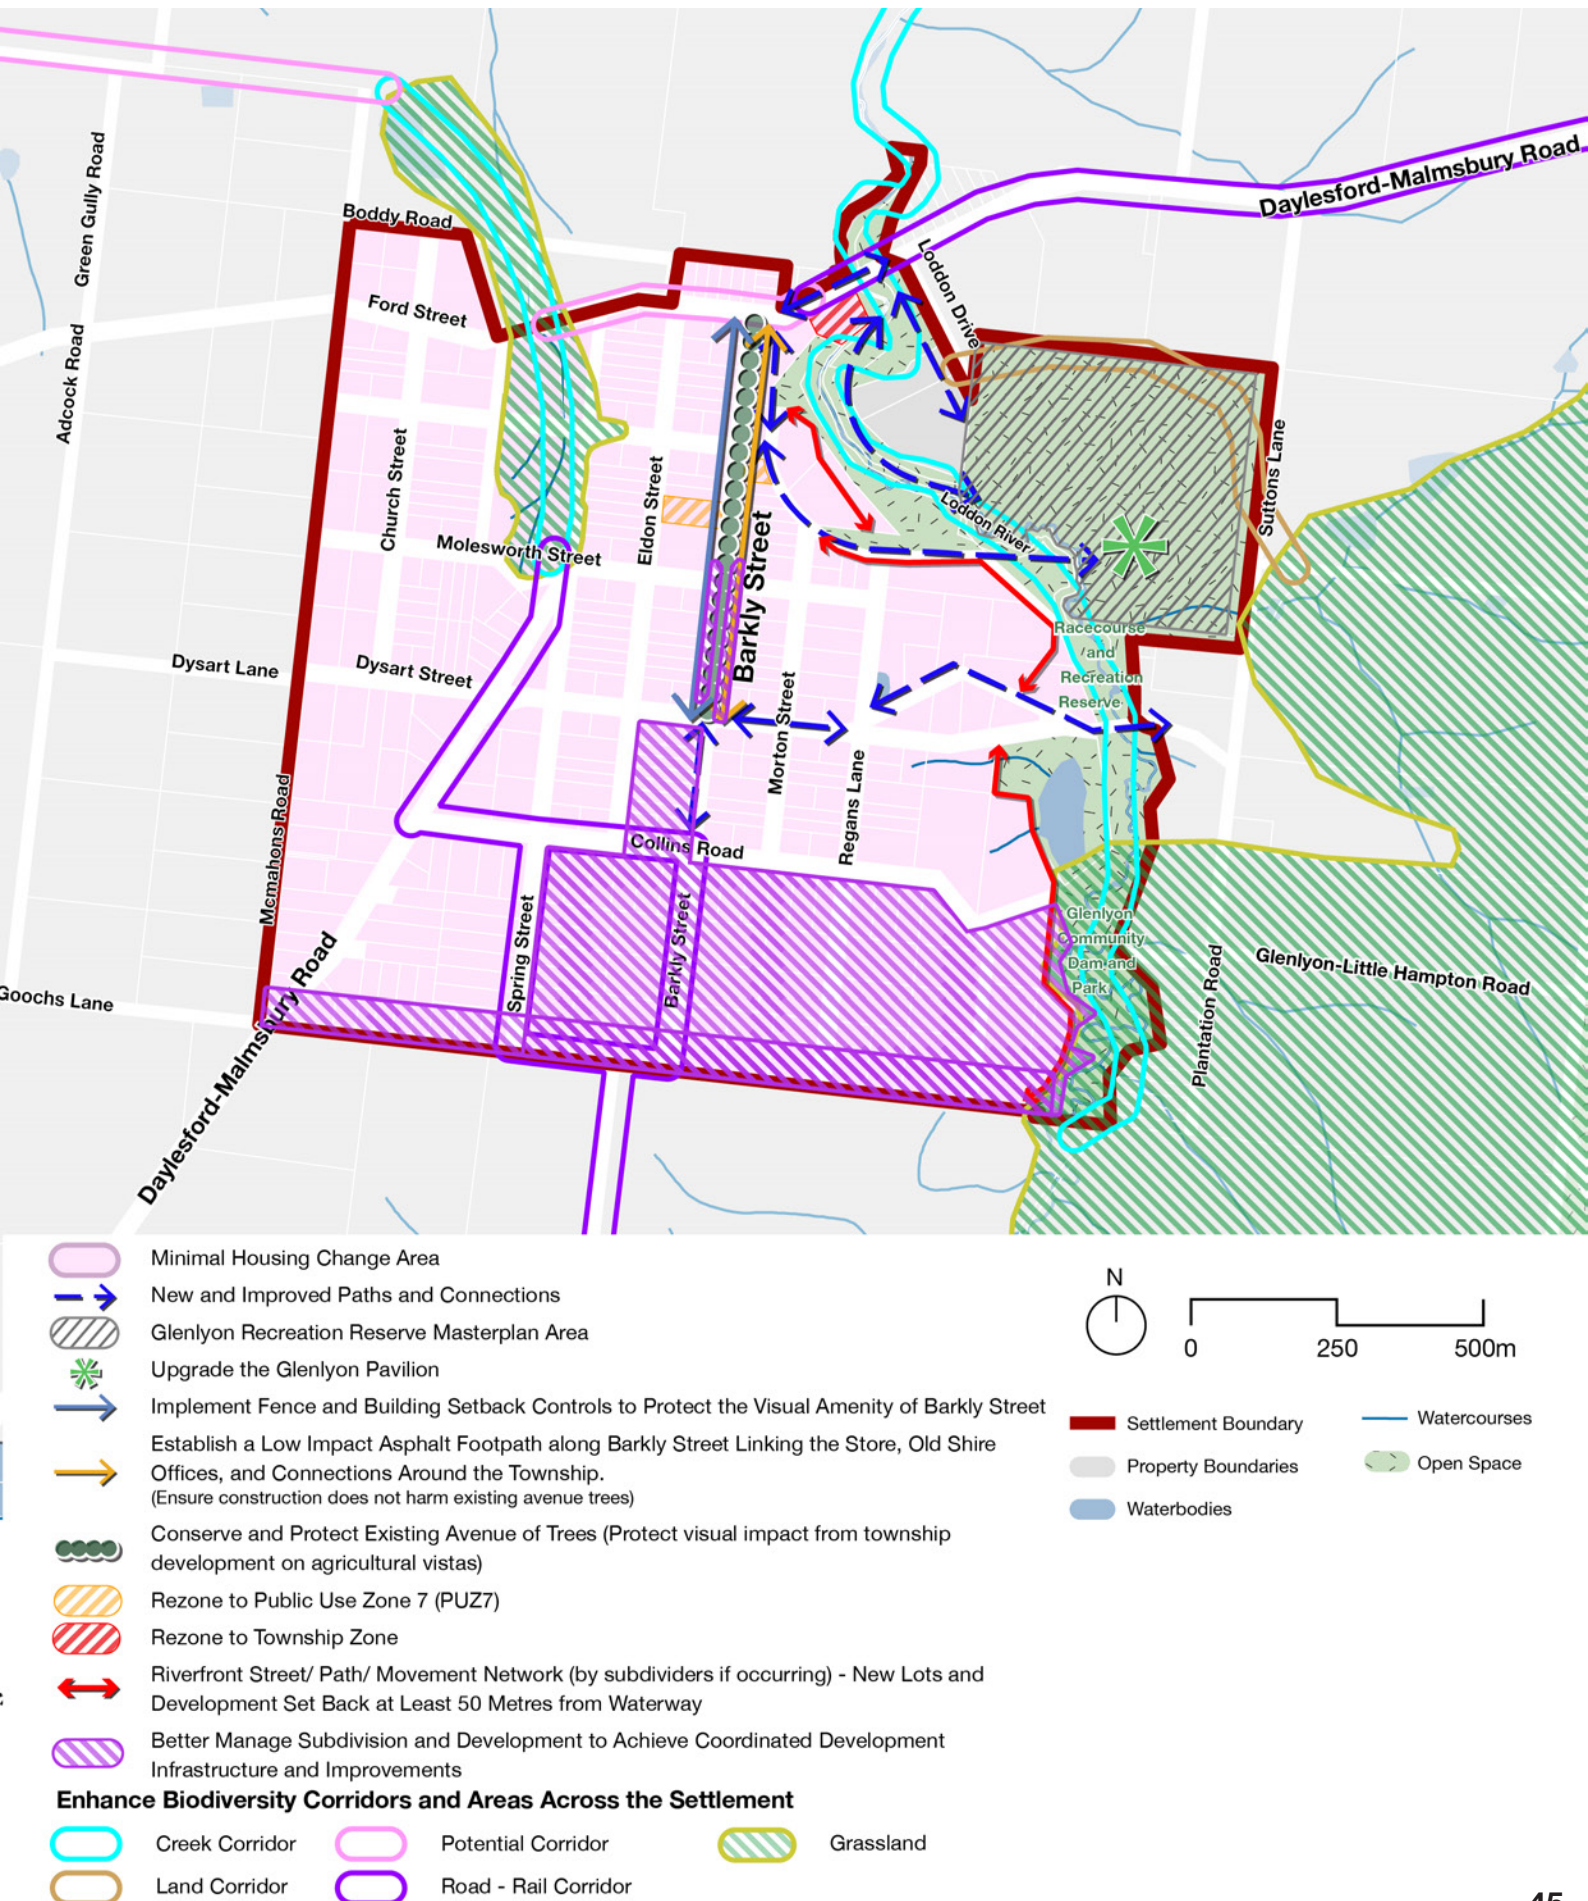 Green Gully Road
Adcock Road
Boddy Road
Ford Street
Church Street
Molesworth Street
Eldon Street
Barkly Street
Daylesford-Malmsbury Road
Loddon Drive
Loddon River
Suttons Lane
Racecourse
and
Recreation
Reserve
Dysart Lane
Dysart Street
Morton Street
Regans Lane
Mcmahons Road
Collins Road
Spring Street
Barkly Street
Goochs Lane
Daylesford-Malmsbury Road
Glenlyon
Community
Dam and
Park
Plantation Road
Glenlyon-Little Hampton Road
Minimal Housing Change Area
New and Improved Paths and Connections
Glenlyon Recreation Reserve Masterplan Area
Upgrade the Glenlyon Pavilion
Implement Fence and Building Setback Controls to Protect the Visual Amenity of Barkly Street
Establish a Low Impact Asphalt Footpath along Barkly Street Linking the Store, Old Shire
Offices, and Connections Around the Township.
(Ensure construction does not harm existing avenue trees)
Conserve and Protect Existing Avenue of Trees (Protect visual impact from township
development on agricultural vistas)
Rezone to Public Use Zone 7 (PUZ7)
Rezone to Township Zone
Riverfront Street/ Path/ Movement Network (by subdividers if occurring) - New Lots and
Development Set Back at Least 50 Metres from Waterway
Better Manage Subdivision and Development to Achieve Coordinated Development
Infrastructure and Improvements
Enhance Biodiversity Corridors and Areas Across the Settlement
Creek Corridor
Potential Corridor
Grassland
Land Corridor
Road - Rail Corridor
N
0 250 500m
Settlement Boundary
Watercourses
Property Boundaries
Open Space
Waterbodies